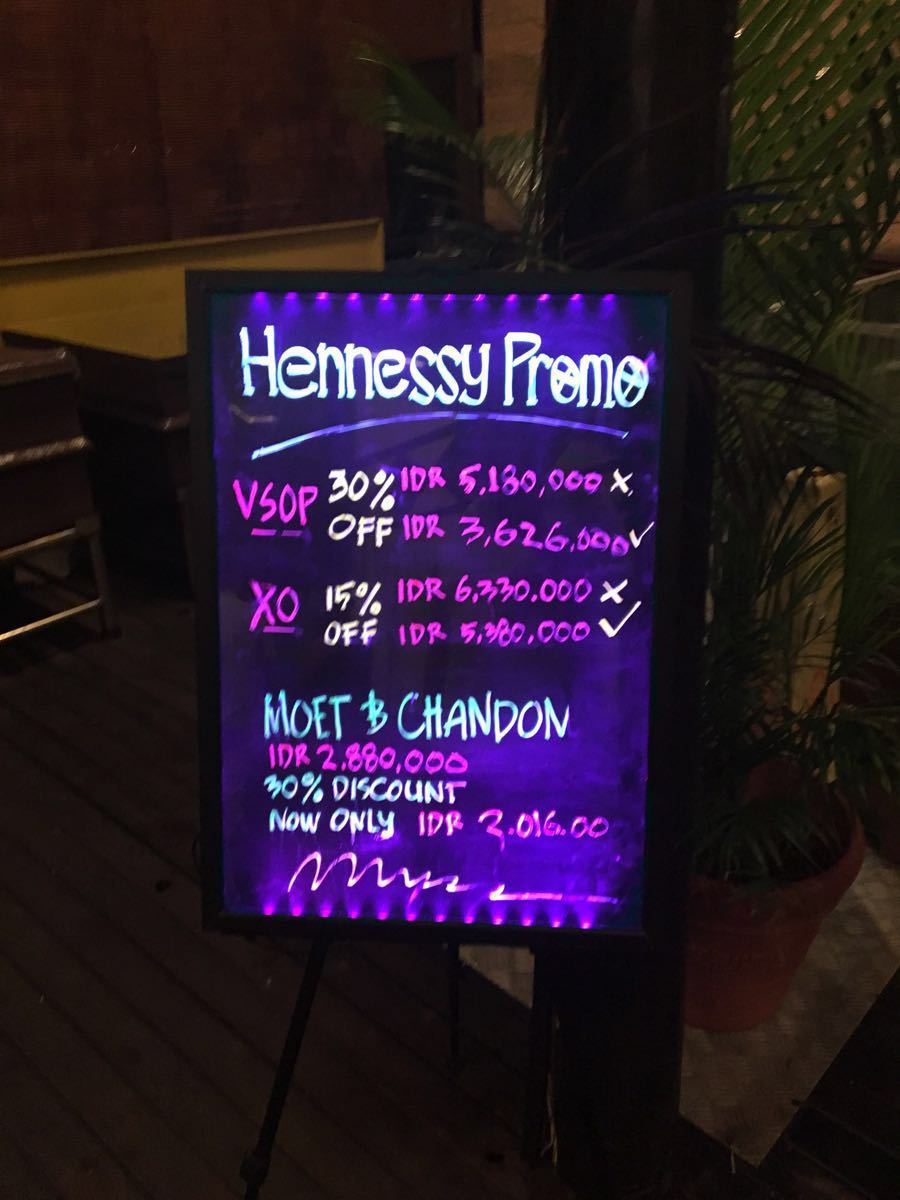 Hennessy Promo
VSOP 30% OFF IDR 5,180,000 x
IDR 3,626,000 ✓
XO 15% OFF IDR 6,330.000 x
IDR 5,380,000 ✓
MOET & CHANDON
IDR 2.880,000
30% DISCOUNT
NOW ONLY IDR 2.016.00